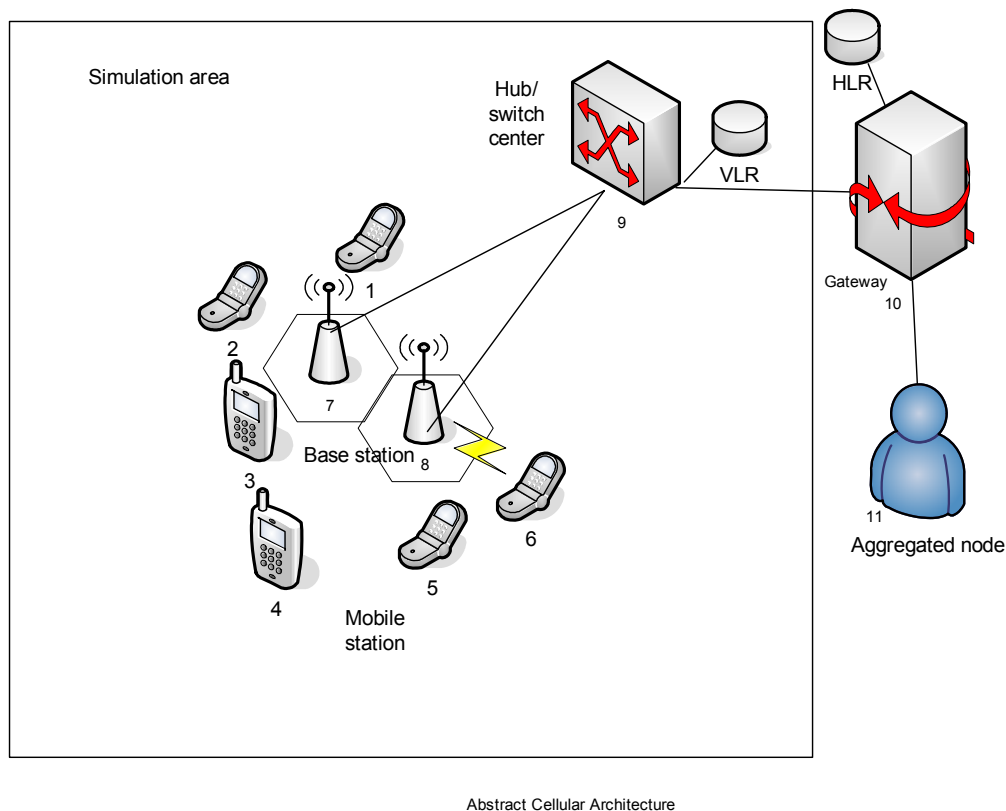 Simulation area
Hub/
switch
center
HLR
VLR
9
Gateway
10
1
2
7
3
Base station
8
11
6
Aggregated node
5
4
Mobile
station
Abstract Cellular Architecture